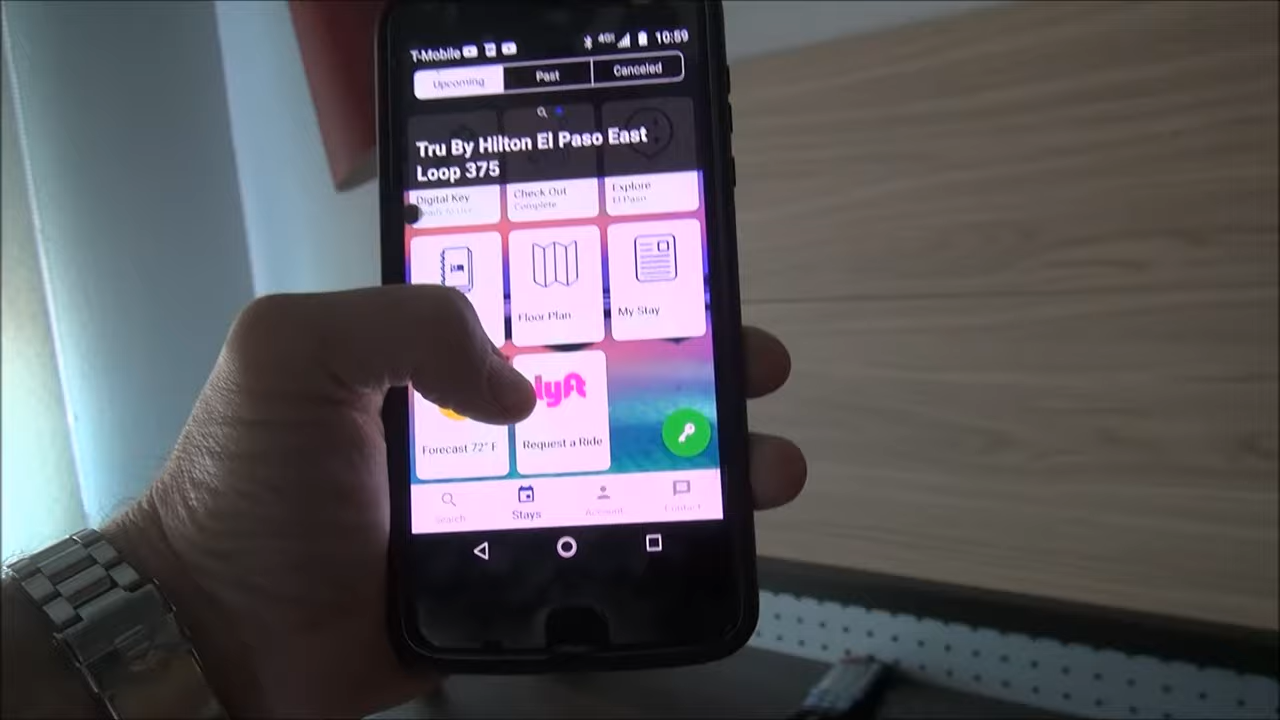 T-Mobile 4G 10:59
Upcoming Past Canceled
Tru By Hilton El Paso East
Loop 375
Digital Key Check Out Explore
Ready to Use Complete El Paso
Floor Plan My Stay
lyft
Forecast 72° F Request a Ride
Search Stays Account Contact